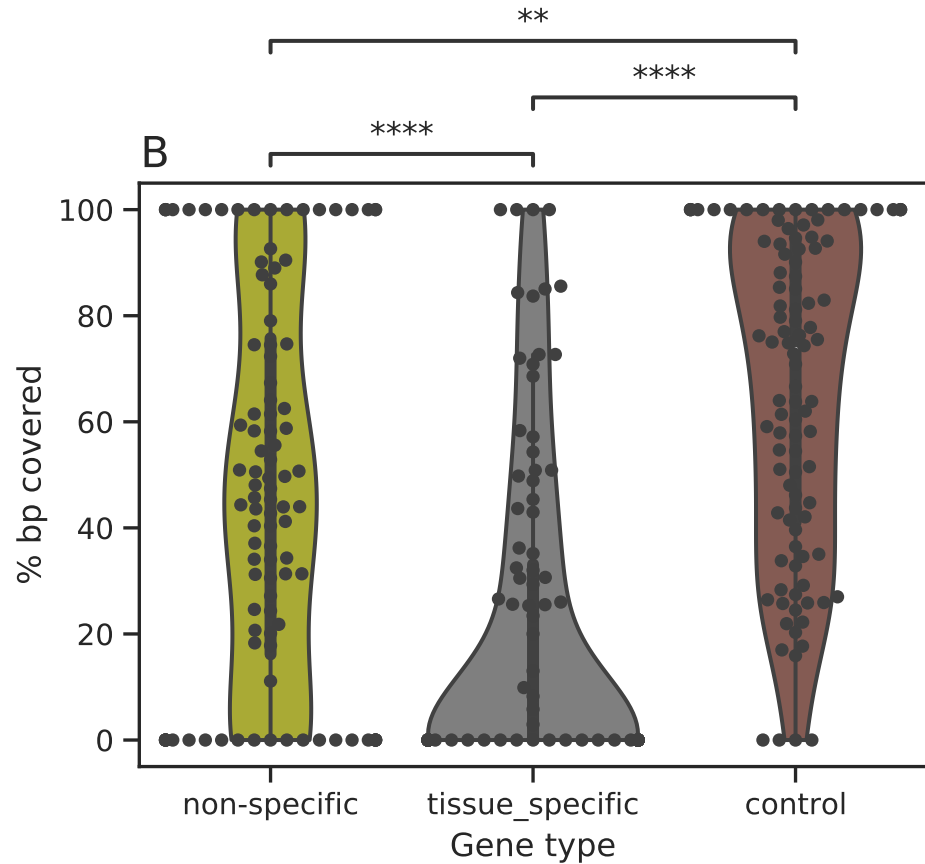 **
****
****
B
100
80
60
40
20
0
% bp covered
non-specific
tissue_specific
control
Gene type